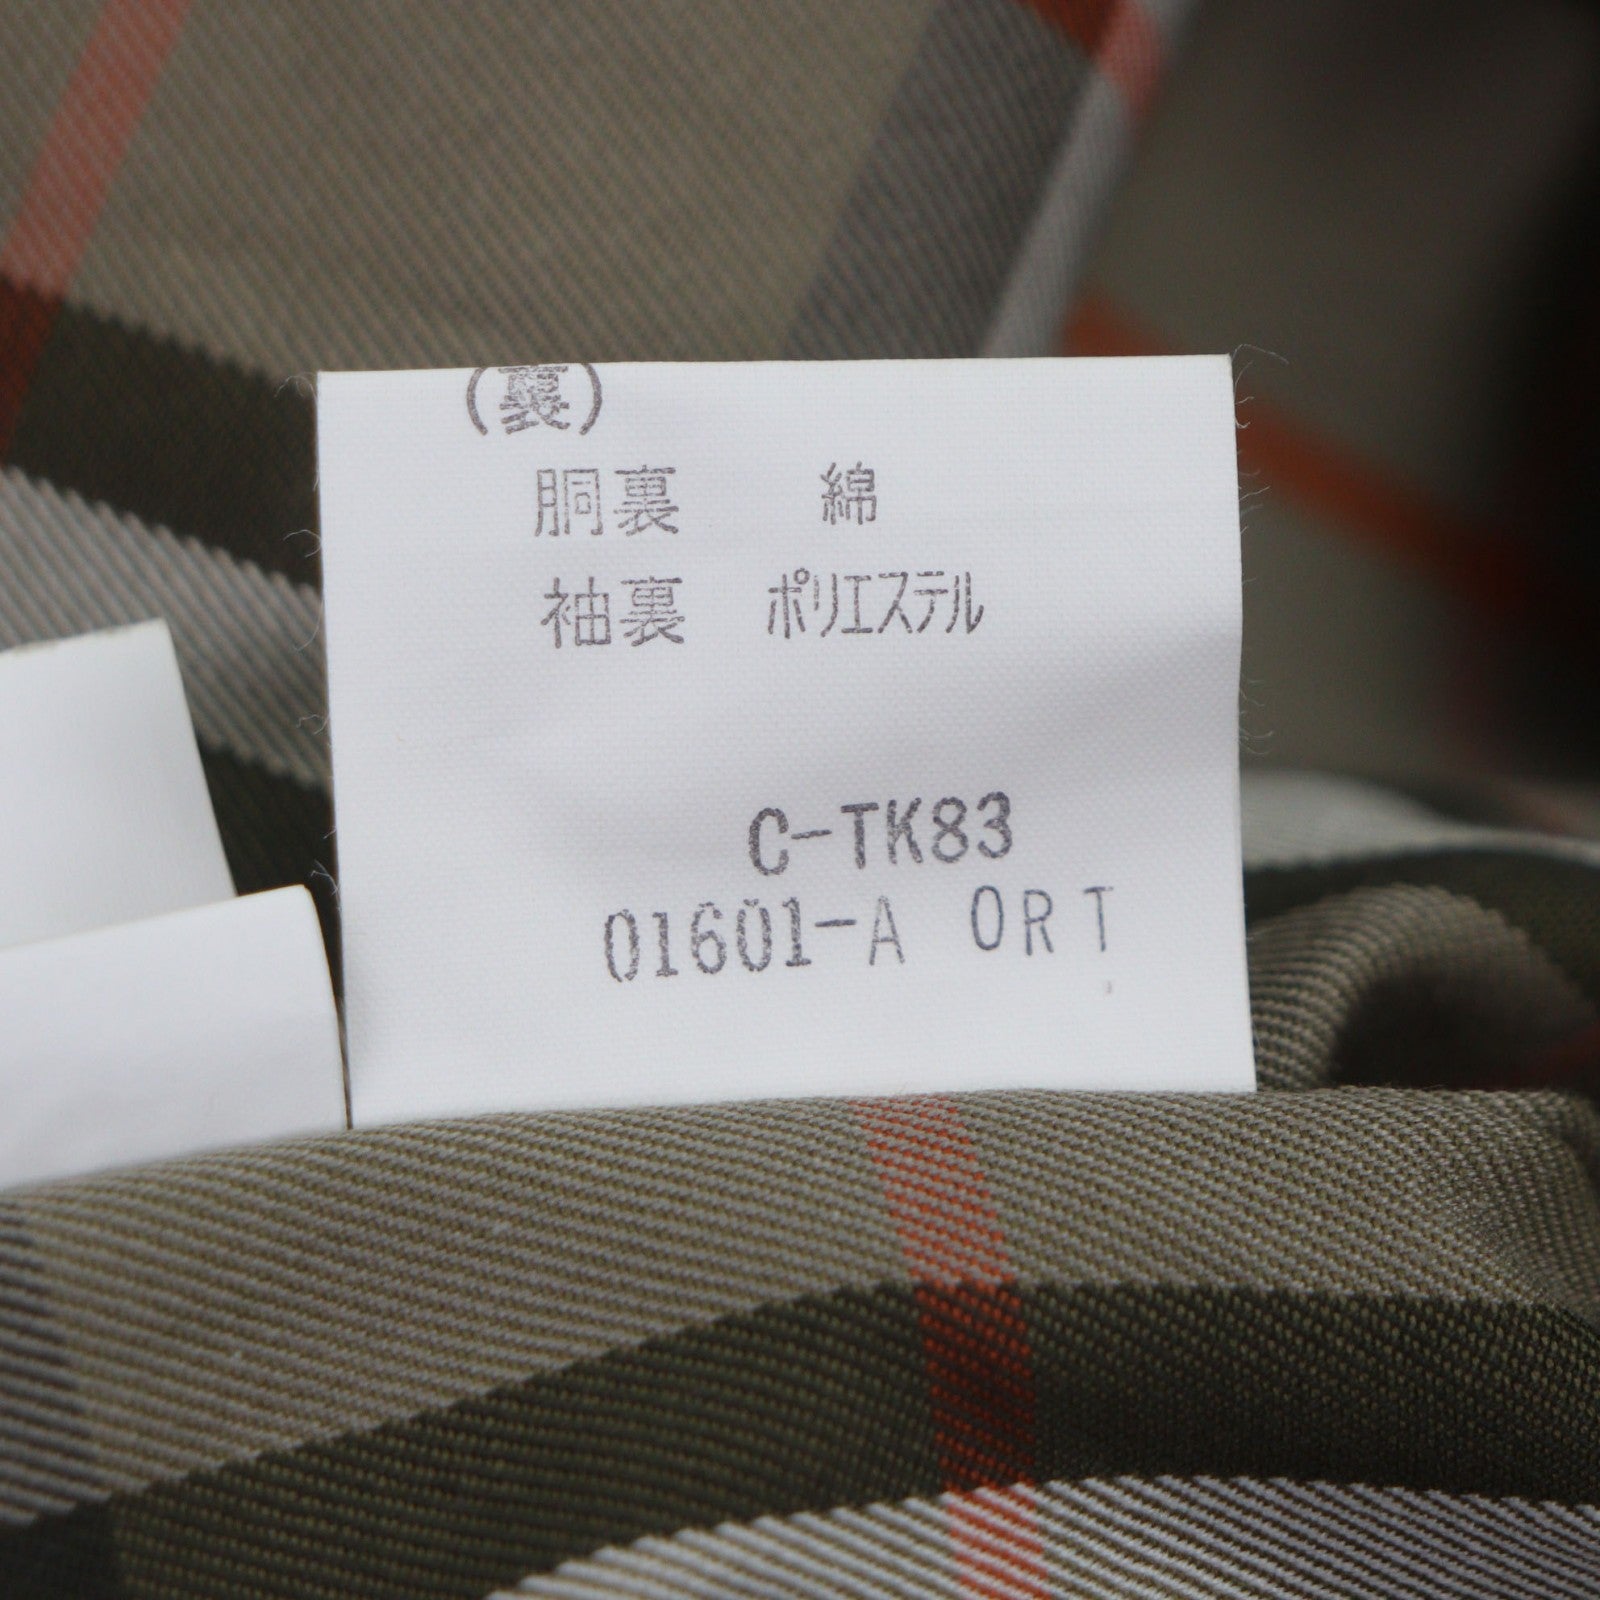 (裏)
胴裏 綿
袖裏 ポリエステル
C-TK83
01601-A ORT